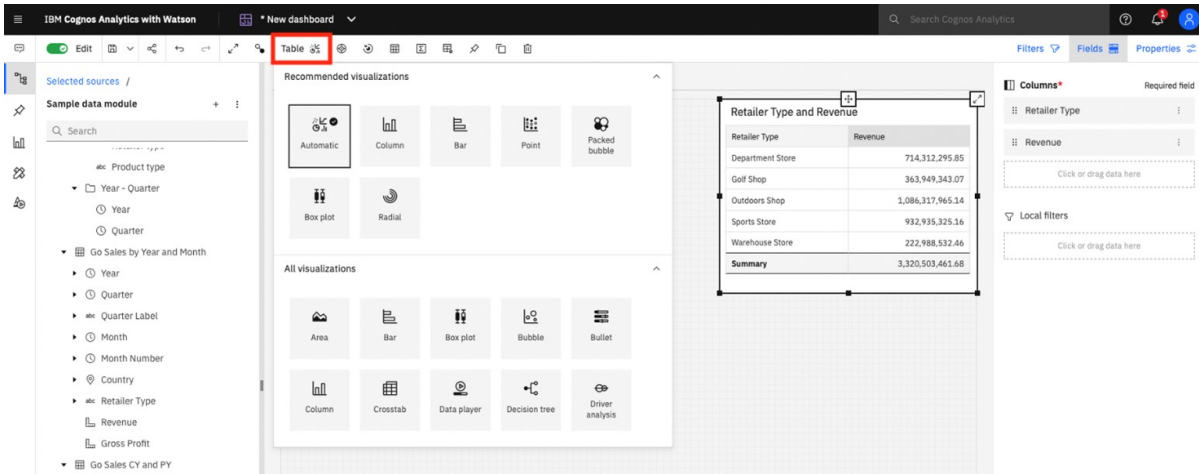 IBM Cognos Analytics with Watson
* New dashboard
Search Cognos Analytics
1
Edit
Table
Filters
Fields
Properties
Selected sources /
Sample data module
Search
abc Product type
Year - Quarter
Year
Quarter
Go Sales by Year and Month
Year
Quarter
abc Quarter Label
Month
Month Number
Country
abc Retailer Type
Revenue
Gross Profit
Go Sales CY and PY
Recommended visualizations
Automatic
Column
Bar
Point
Packed
bubble
Box plot
Radial
All visualizations
Area
Bar
Box plot
Bubble
Bullet
Column
Crosstab
Data player
Decision tree
Driver
analysis
Retailer Type and Revenue
Retailer Type Revenue
Department Store 714,312,295.85
Golf Shop 363,949,343.07
Outdoors Shop 1,086,317,965.14
Sports Store 932,935,325.16
Warehouse Store 222,988,532.46
Summary 3,320,503,461.68
Columns* Required field
Retailer Type
Revenue
Click or drag data here
Local filters
Click or drag data here